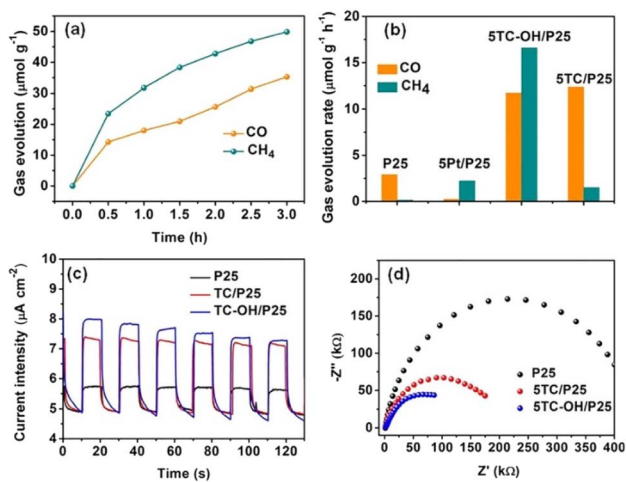 (a)
Gas evolution (μmol g⁻¹)
50
40
30
20
10
0
CO
CH₄
0.0 0.5 1.0 1.5 2.0 2.5 3.0
Time (h)
(b)
Gas evolution rate (μmol g⁻¹ h⁻¹)
20
15
10
5
0
CO
CH₄
P25
5Pt/P25
5TC-OH/P25
5TC/P25
(c)
Current intensity (μA cm⁻²)
9
8
7
6
5
4
P25
TC/P25
TC-OH/P25
0 20 40 60 80 100 120
Time (s)
(d)
-Z'' (kΩ)
200
150
100
50
0
P25
5TC/P25
5TC-OH/P25
0 50 100 150 200 250 300 350 400
Z' (kΩ)